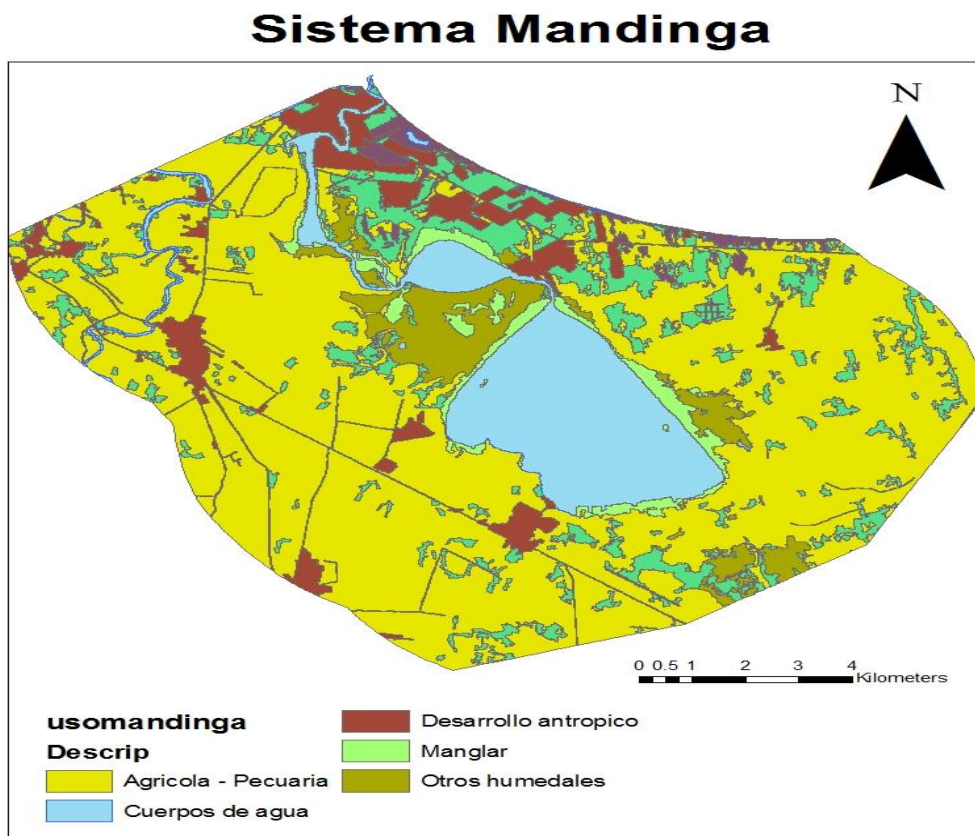 Sistema Mandinga
N
0 0.5 1 2 3 4
Kilometers
usomandinga
Descrip
Agricola - Pecuaria
Cuerpos de agua
Desarrollo antropico
Manglar
Otros humedales